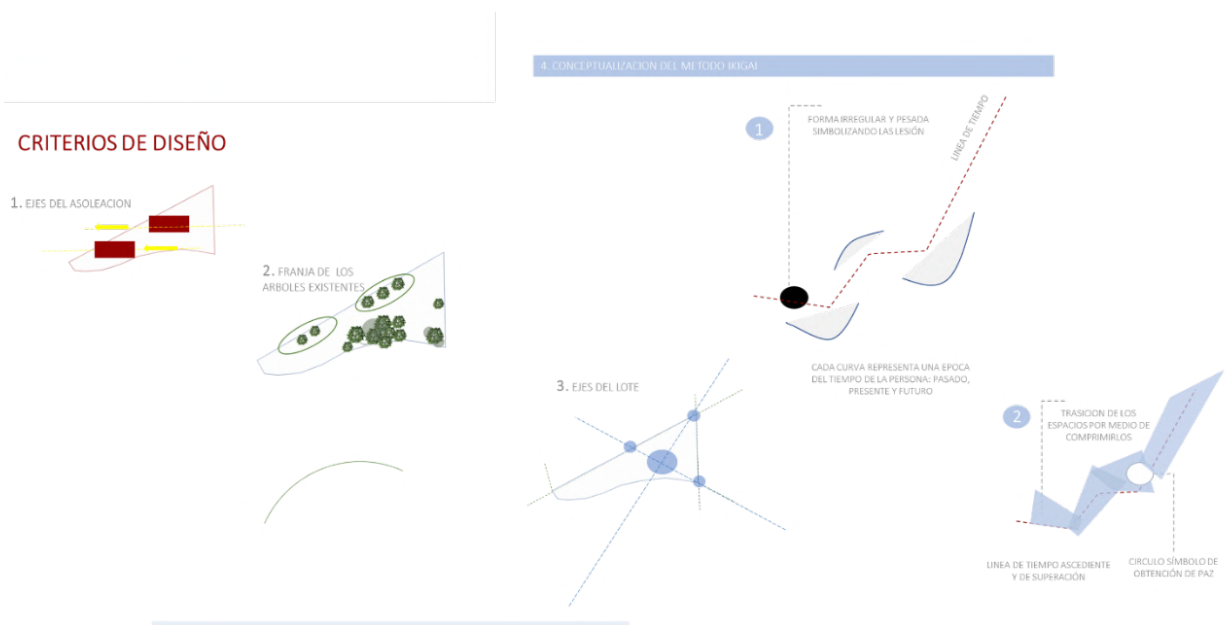 CRITERIOS DE DISEÑO
1. EJES DEL ASOLEACION
2. FRANJA DE LOS
ARBOLES EXISTENTES
3. EJES DEL LOTE
4. CONCEPTUALIZACION DEL METODO IKIGAI
1
FORMA IRREGULAR Y PESADA
SIMBOLIZANDO LAS LESIÓN
LINEA DE TIEMPO
CADA CURVA REPRESENTA UNA EPOCA
DEL TIEMPO DE LA PERSONA: PASADO,
PRESENTE Y FUTURO
2
TRASICION DE LOS
ESPACIOS POR MEDIO DE
COMPRIMIRLOS
LINEA DE TIEMPO ASCEDIENTE
Y DE SUPERACIÓN
CIRCULO SÍMBOLO DE
OBTENCIÓN DE PAZ